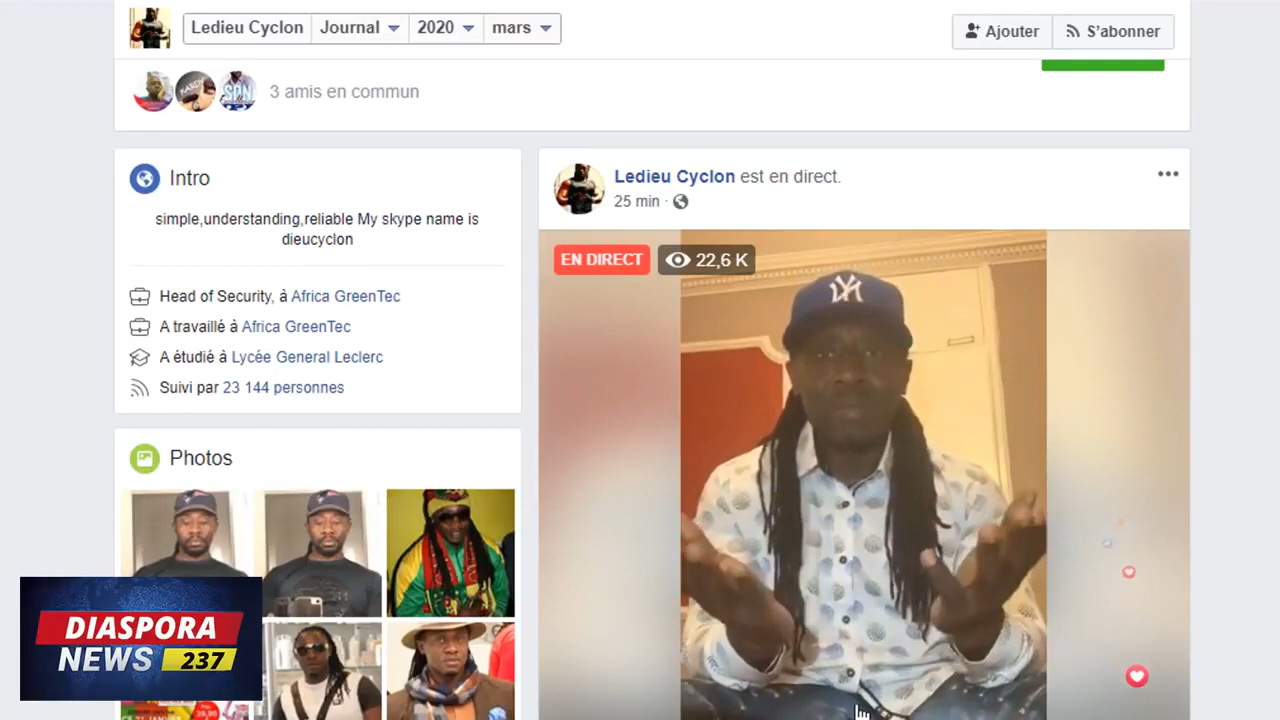 Ledieu Cyclon Journal 2020 mars
Ajouter
S'abonner
3 amis en commun
Intro
simple,understanding,reliable My skype name is
dieucyclon
Head of Security, à Africa GreenTec
A travaillé à Africa GreenTec
A étudié à Lycée General Leclerc
Suivi par 23 144 personnes
Photos
DIASPORA
NEWS 237
Ledieu Cyclon est en direct.
25 min ·
EN DIRECT
22,6 K